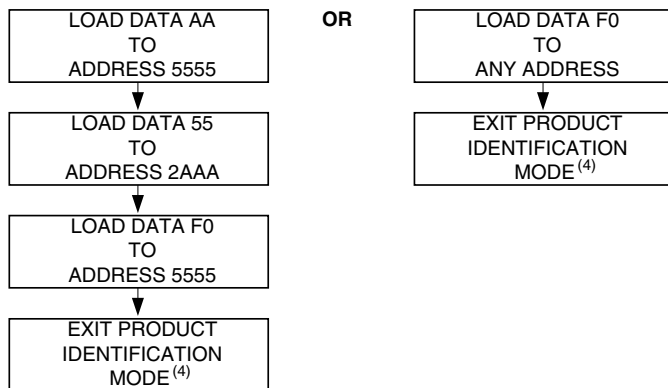 LOAD DATA AA
TO
ADDRESS 5555
LOAD DATA 55
TO
ADDRESS 2AAA
LOAD DATA F0
TO
ADDRESS 5555
EXIT PRODUCT
IDENTIFICATION
MODE(4)
OR
LOAD DATA F0
TO
ANY ADDRESS
EXIT PRODUCT
IDENTIFICATION
MODE(4)